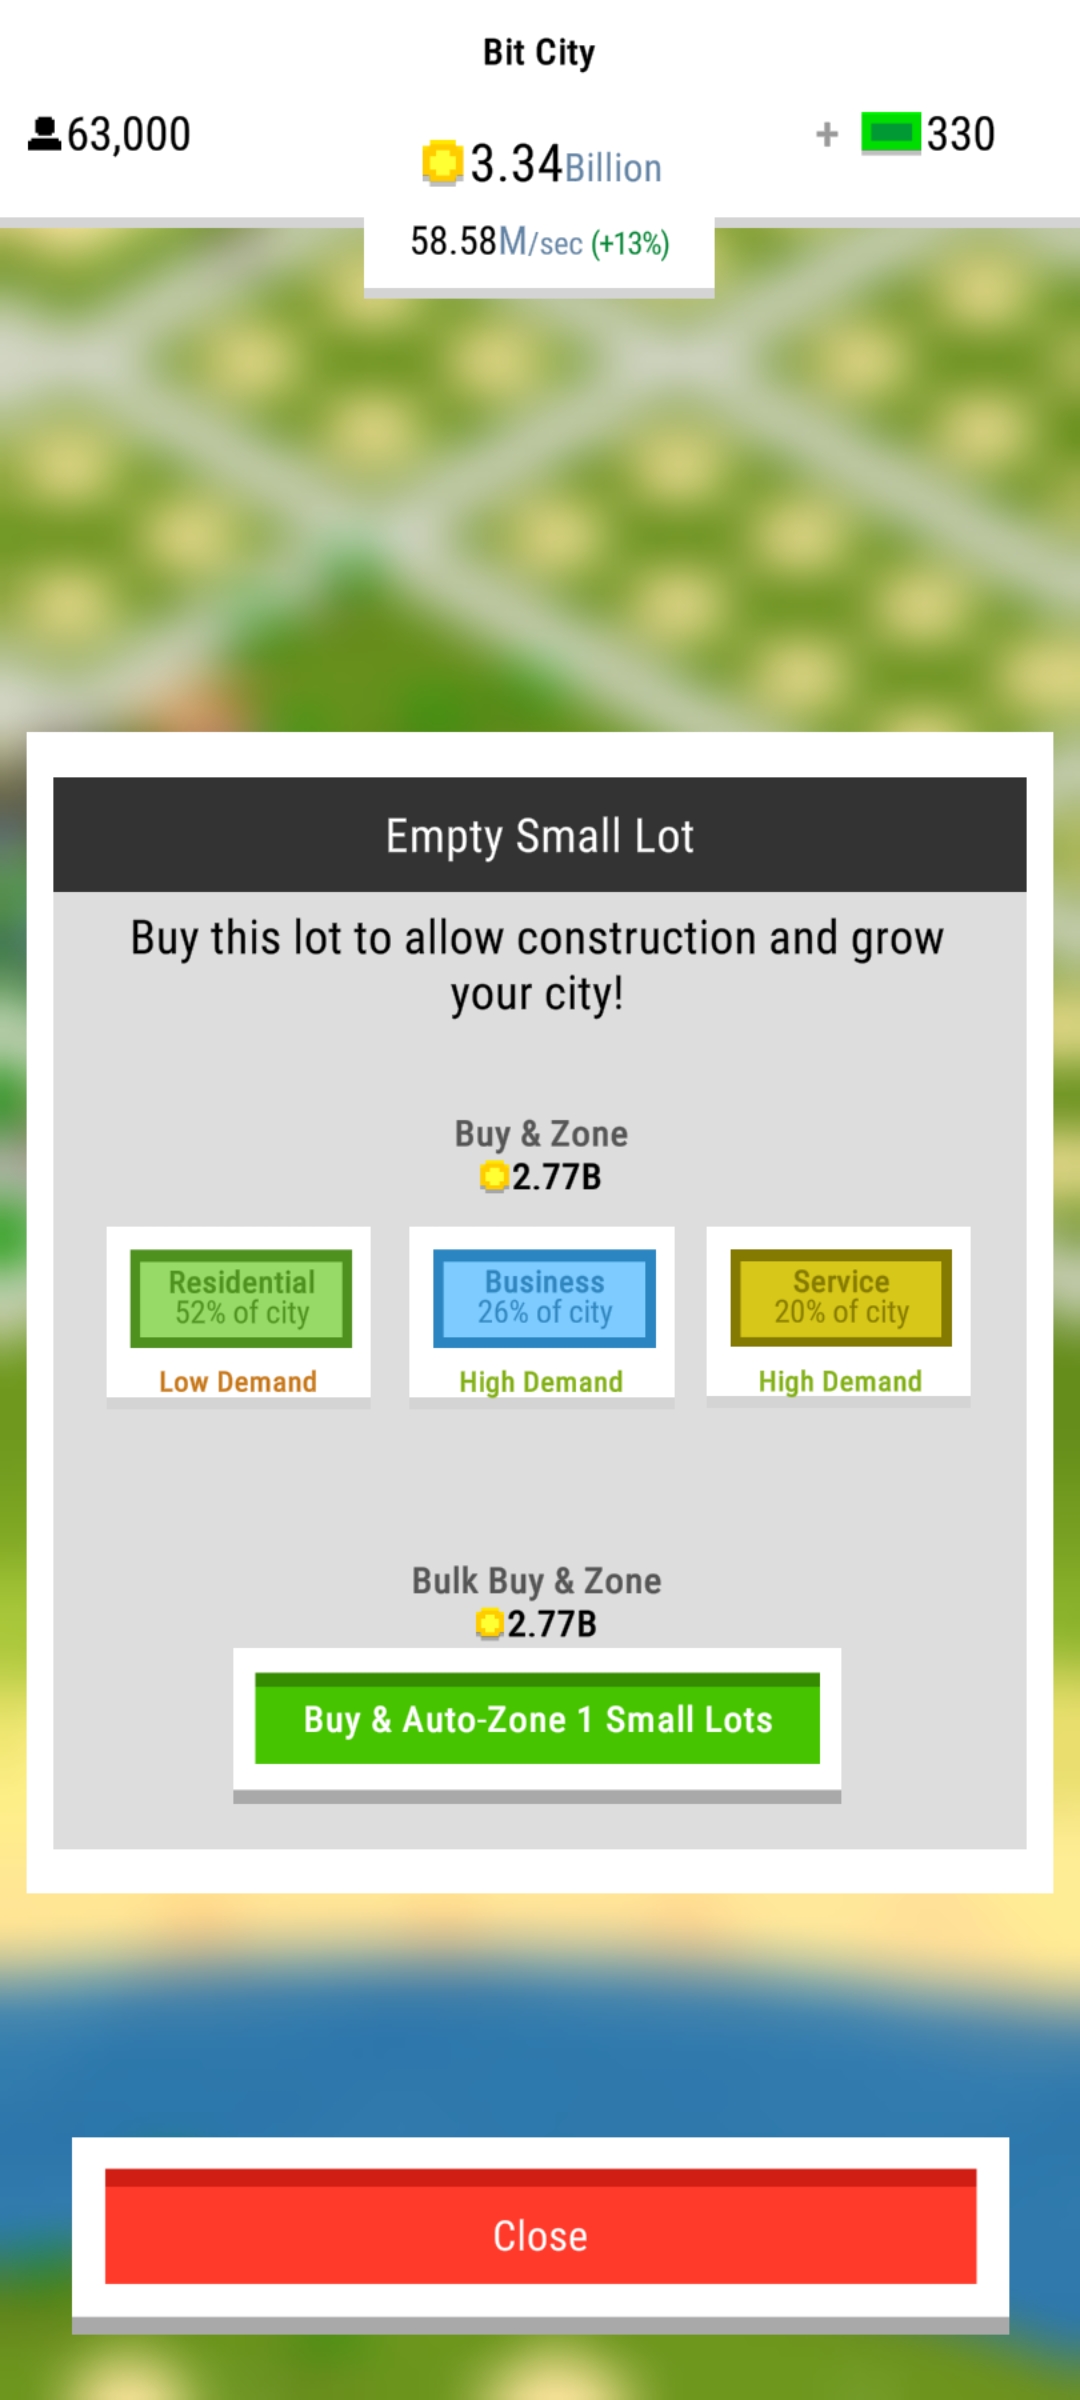 Bit City
63,000
3.34Billion
+ 330
58.58M/sec (+13%)
Empty Small Lot
Buy this lot to allow construction and grow
your city!
Buy & Zone
2.77B
Residential
52% of city
Low Demand
Business
26% of city
High Demand
Service
20% of city
High Demand
Bulk Buy & Zone
2.77B
Buy & Auto-Zone 1 Small Lots
Close